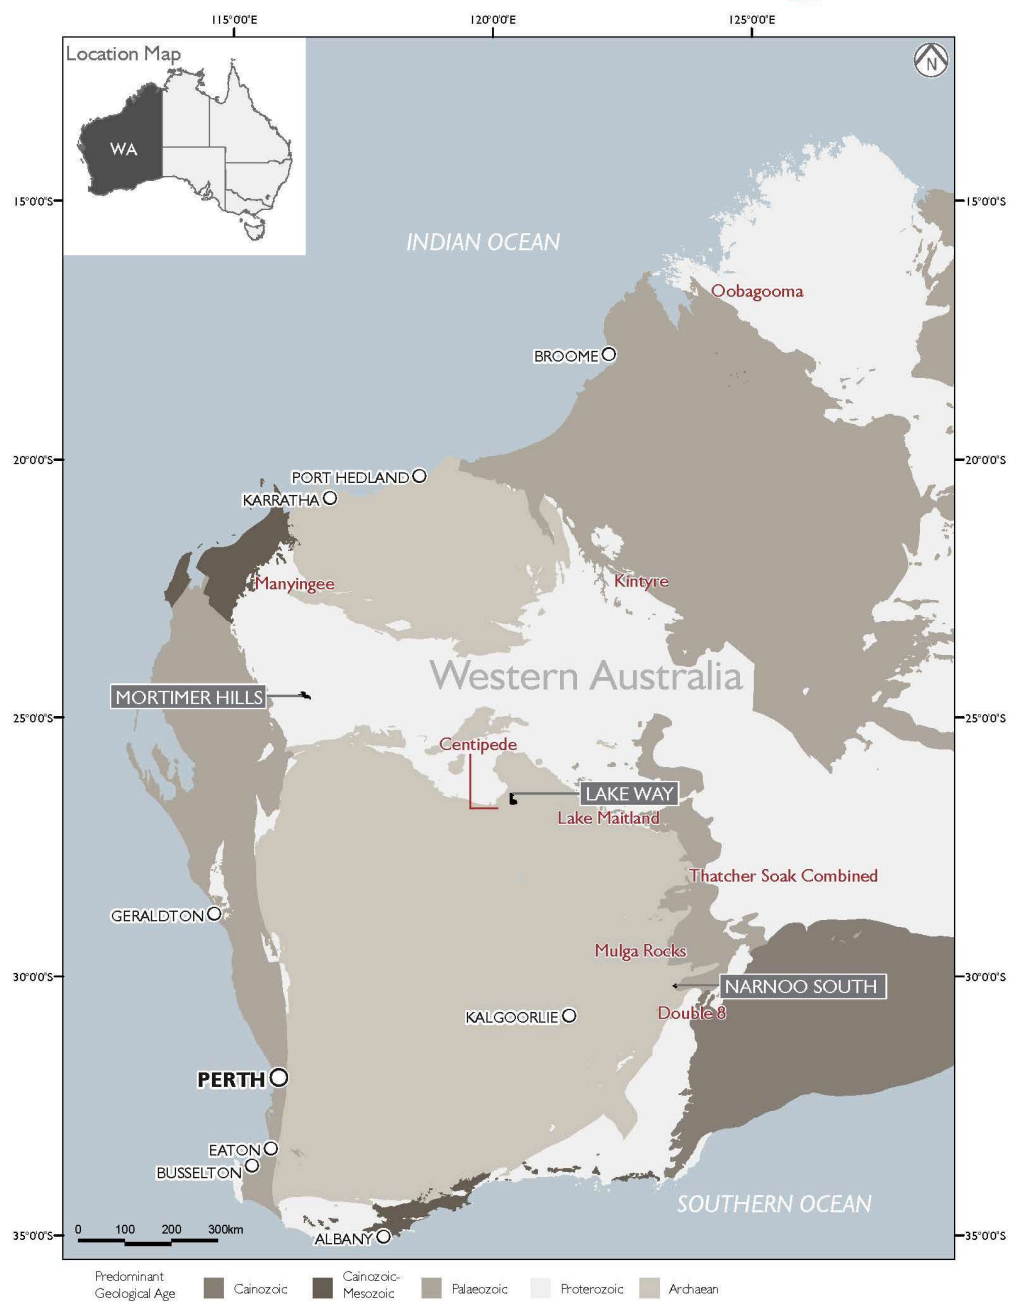 115°0'0"E 120°0'0"E 125°0'0"E
Location Map
N
WA
15°0'0"S 15°0'0"S
INDIAN OCEAN
Oobagooma
BROOME
20°0'0"S 20°0'0"S
PORT HEDLAND
KARRATHA
Manyingee
Kintyre
Western Australia
MORTIMER HILLS
25°0'0"S 25°0'0"S
Centipede
LAKE WAY
Lake Maitland
Thatcher Soak Combined
GERALDTON
Mulga Rocks
30°0'0"S 30°0'0"S
NARNOO SOUTH
Double 8
KALGOORLIE
PERTH
EATON
BUSSELTON
SOUTHERN OCEAN
0 100 200 300km
35°0'0"S 35°0'0"S
ALBANY
Predominant
Geological Age
Cainozoic
Cainozoic-
Mesozoic
Palaeozoic
Proterozoic
Archaean